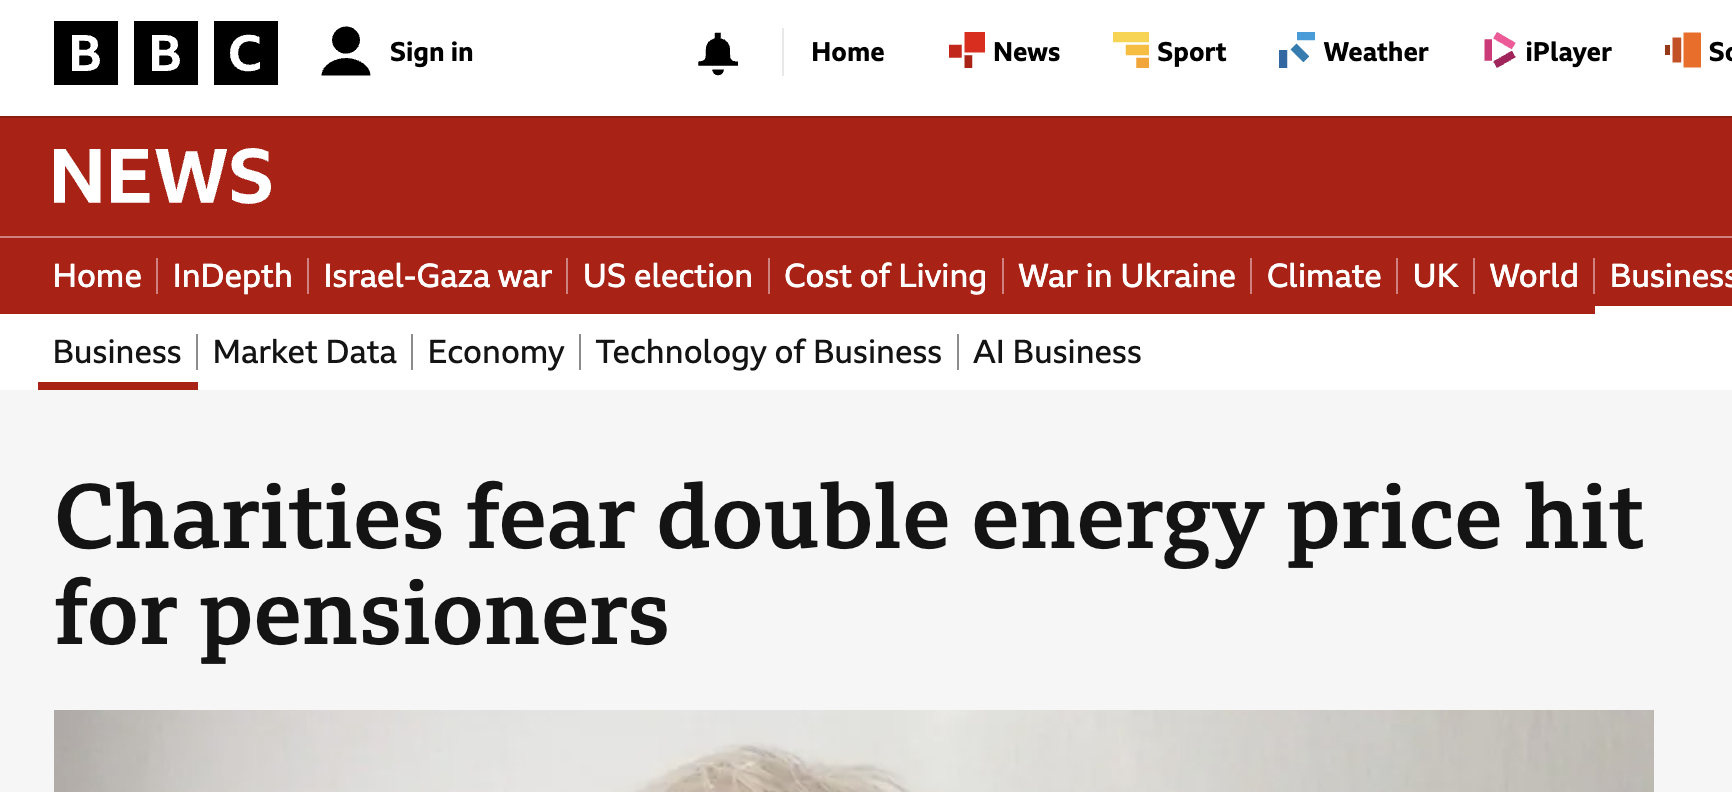 BBC Sign in Home News Sport Weather iPlayer
NEWS
Home InDepth Israel-Gaza war US election Cost of Living War in Ukraine Climate UK World Business
Business Market Data Economy Technology of Business AI Business
Charities fear double energy price hit
for pensioners